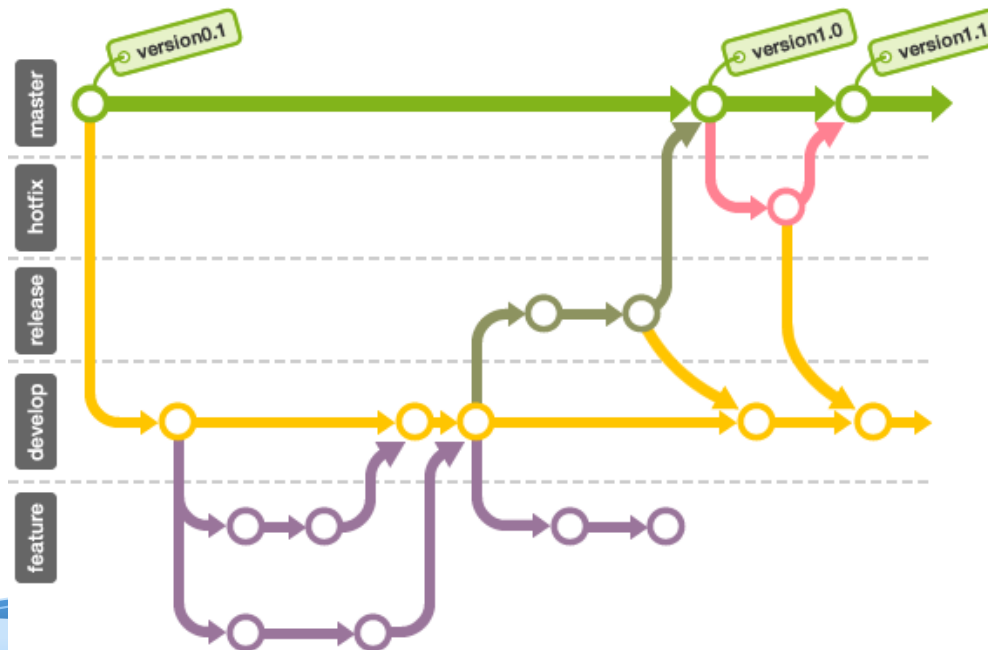 version0.1
version1.0
version1.1
master
hotfix
release
develop
feature